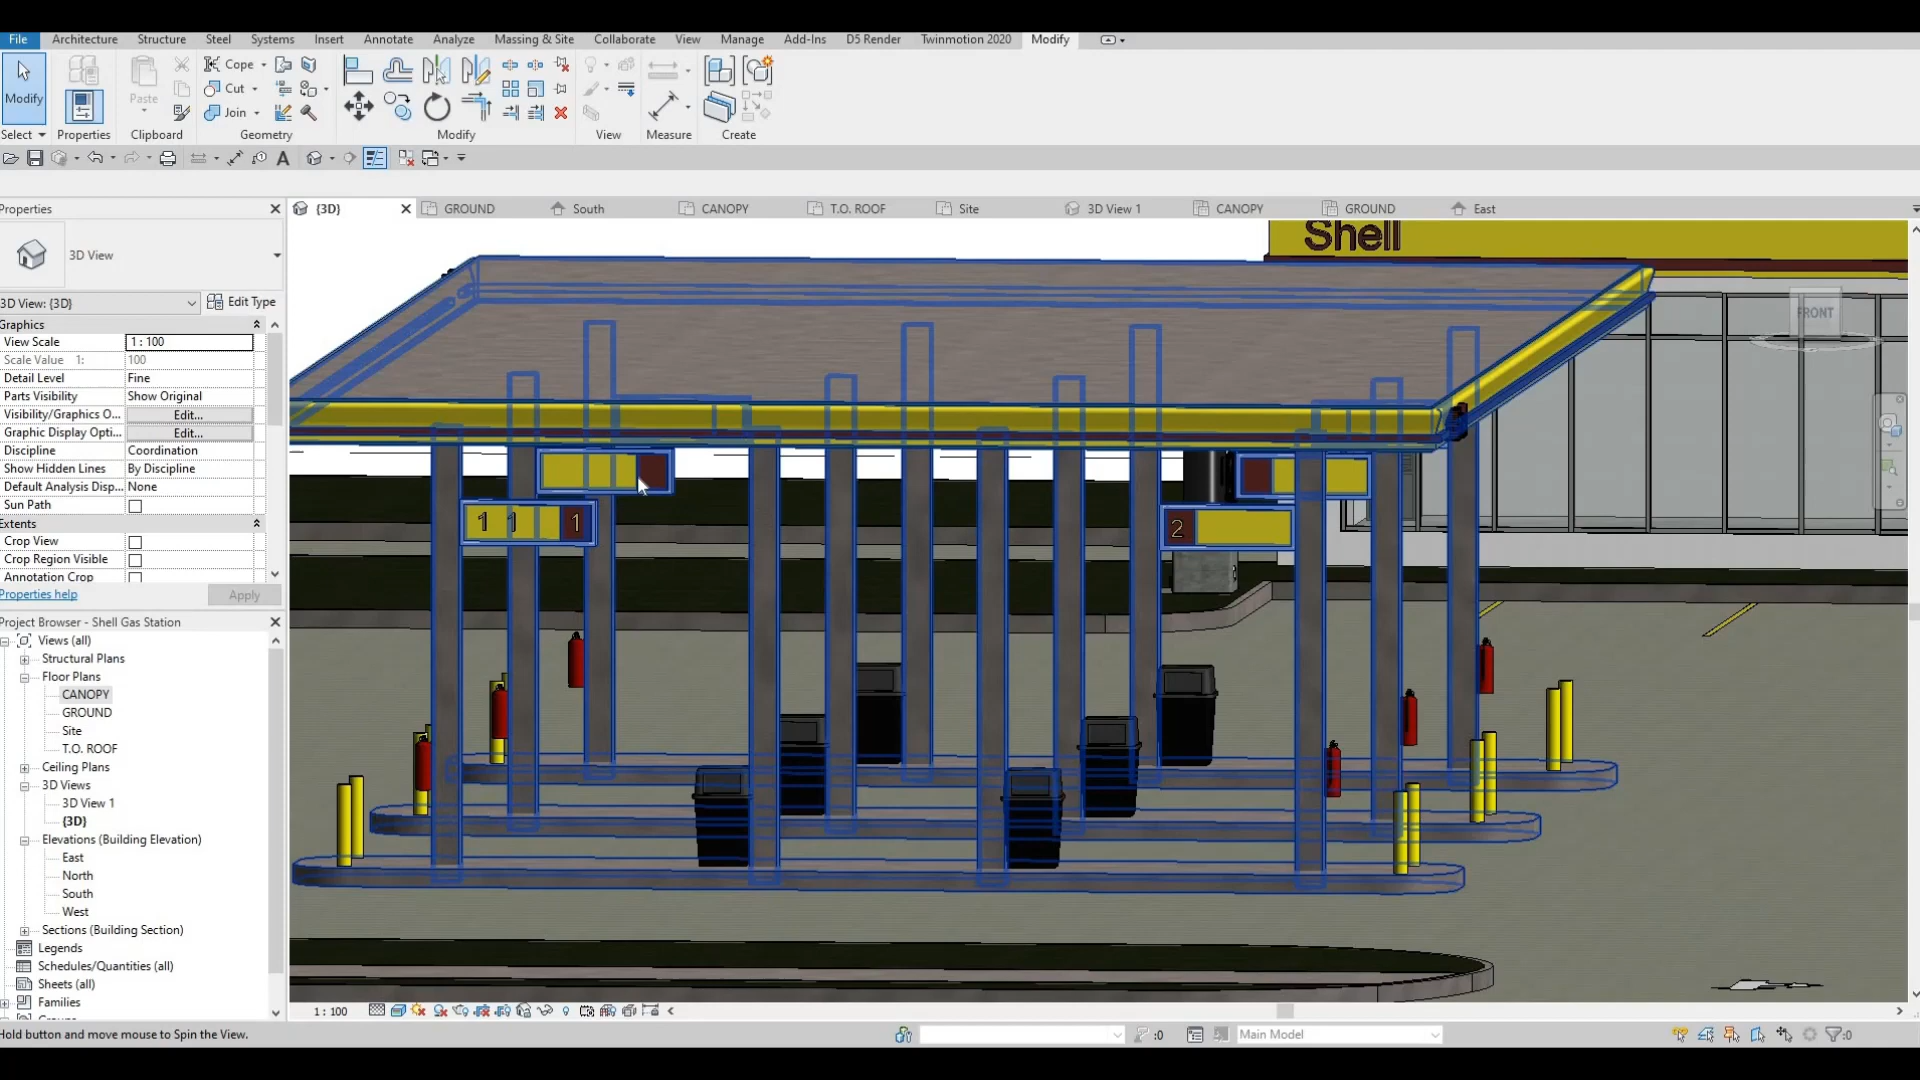 File Architecture Structure Steel Systems Insert Annotate Analyze Massing & Site Collaborate View Manage Add-Ins D5 Render Twinmotion 2020 Modify
Modify Paste Cope Cut Join
Select Properties Clipboard Geometry Modify View Measure Create
A
Properties {3D} GROUND South CANOPY T.O. ROOF Site 3D View 1 CANOPY GROUND East
Shell
3D View
FRONT
3D View: {3D} Edit Type
Graphics
View Scale 1 : 100
Scale Value 1: 100
Detail Level Fine
Parts Visibility Show Original
Visibility/Graphics O... Edit...
Graphic Display Opti... Edit...
Discipline Coordination
Show Hidden Lines By Discipline
Default Analysis Disp... None
Sun Path
Extents
Crop View
Crop Region Visible
Annotation Crop
1 1 1
2
Properties help Apply
Project Browser - Shell Gas Station
Views (all)
Structural Plans
Floor Plans
CANOPY
GROUND
Site
T.O. ROOF
Ceiling Plans
3D Views
3D View 1
{3D}
Elevations (Building Elevation)
East
North
South
West
Sections (Building Section)
Legends
Schedules/Quantities (all)
Sheets (all)
Families
1 : 100
Hold button and move mouse to Spin the View.
:0
Main Model
:0